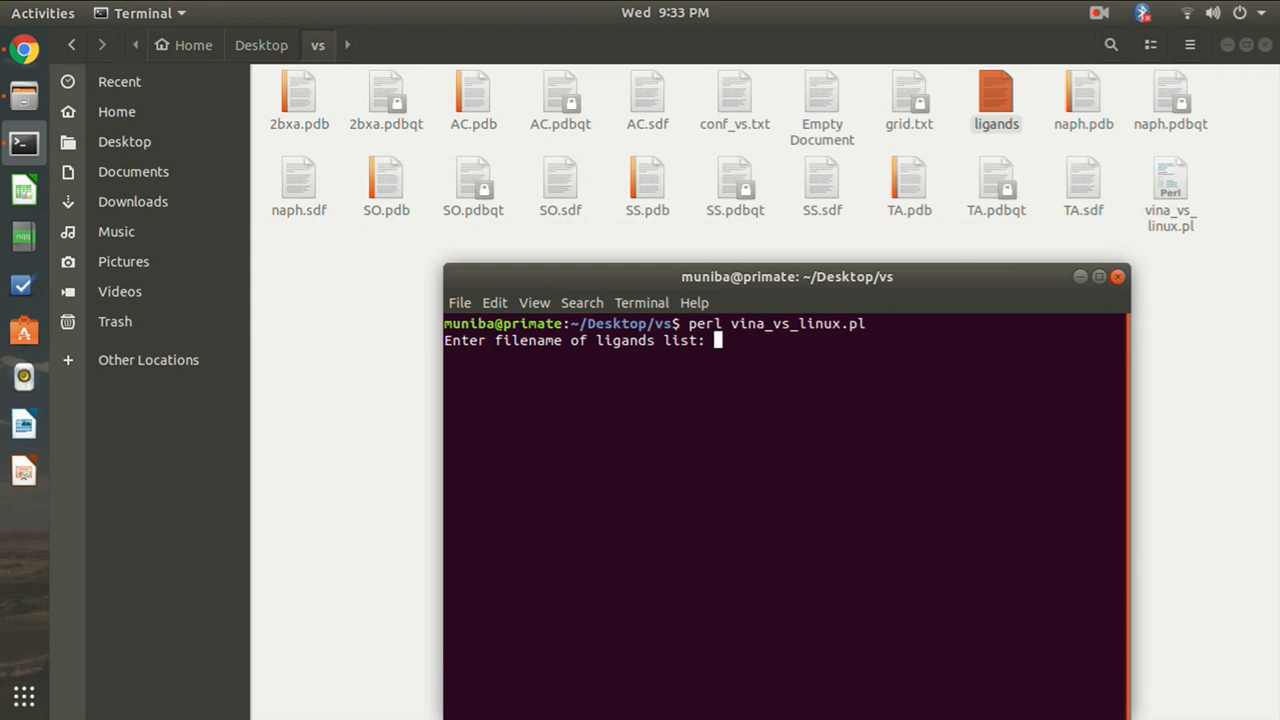 Activities Terminal Wed 9:33 PM
Home Desktop vs
Recent
Home
Desktop
Documents
Downloads
Music
Pictures
Videos
Trash
Other Locations
2bxa.pdb 2bxa.pdbqt AC.pdb AC.pdbqt AC.sdf conf_vs.txt Empty grid.txt ligands naph.pdb naph.pdbqt
Document
naph.sdf SO.pdb SO.pdbqt SO.sdf SS.pdb SS.pdbqt SS.sdf TA.pdb TA.pdbqt TA.sdf vina_vs_
linux.pl
Perl
nqq
muniba@primate: ~/Desktop/vs
File Edit View Search Terminal Help
muniba@primate:~/Desktop/vs$ perl vina_vs_linux.pl
Enter filename of ligands list: